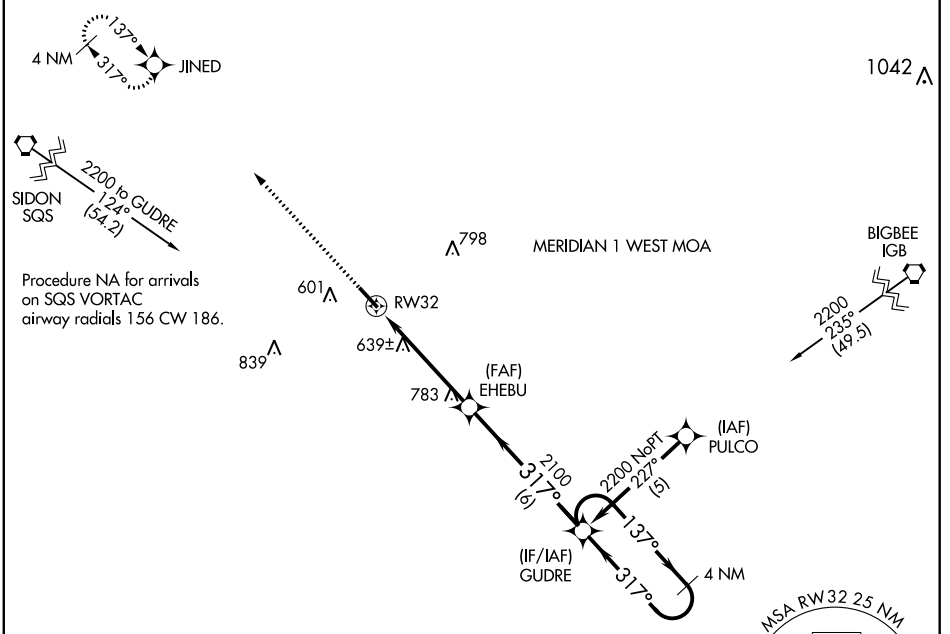 137°
4 NM
317°
JINED
1042
SIDON
SQS
2200 to GUDRE
124°
(54.2)
Procedure NA for arrivals
on SQS VORTAC
airway radials 156 CW 186.
798
MERIDIAN 1 WEST MOA
BIGBEE
IGB
2200
235°
(49.5)
601
RW32
639±
839
(FAF)
EHEBU
783
(IAF)
PULCO
2200 NoPT
227°
(5)
2100
317°
(6)
137°
(IF/IAF)
GUDRE
317°
4 NM
MSA RW32 25 NM